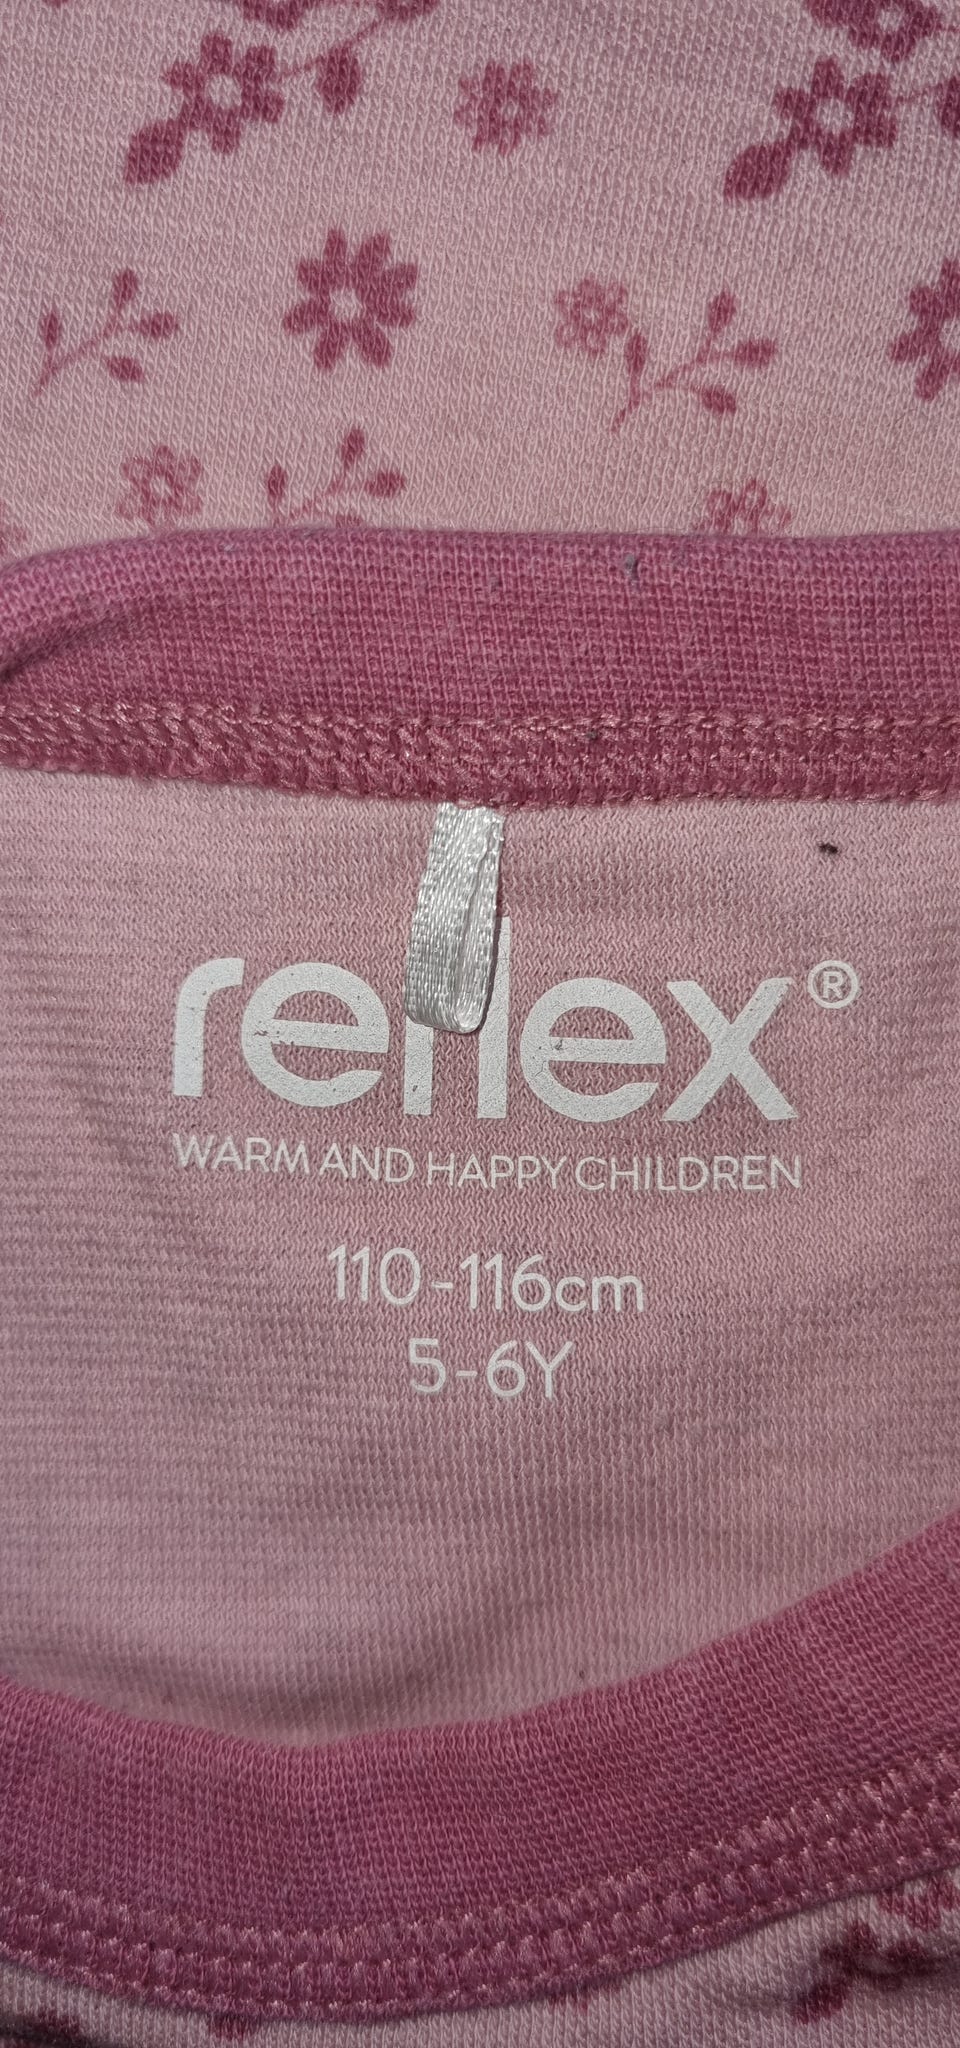 reflex®
WARM AND HAPPY CHILDREN
110-116cm
5-6Y